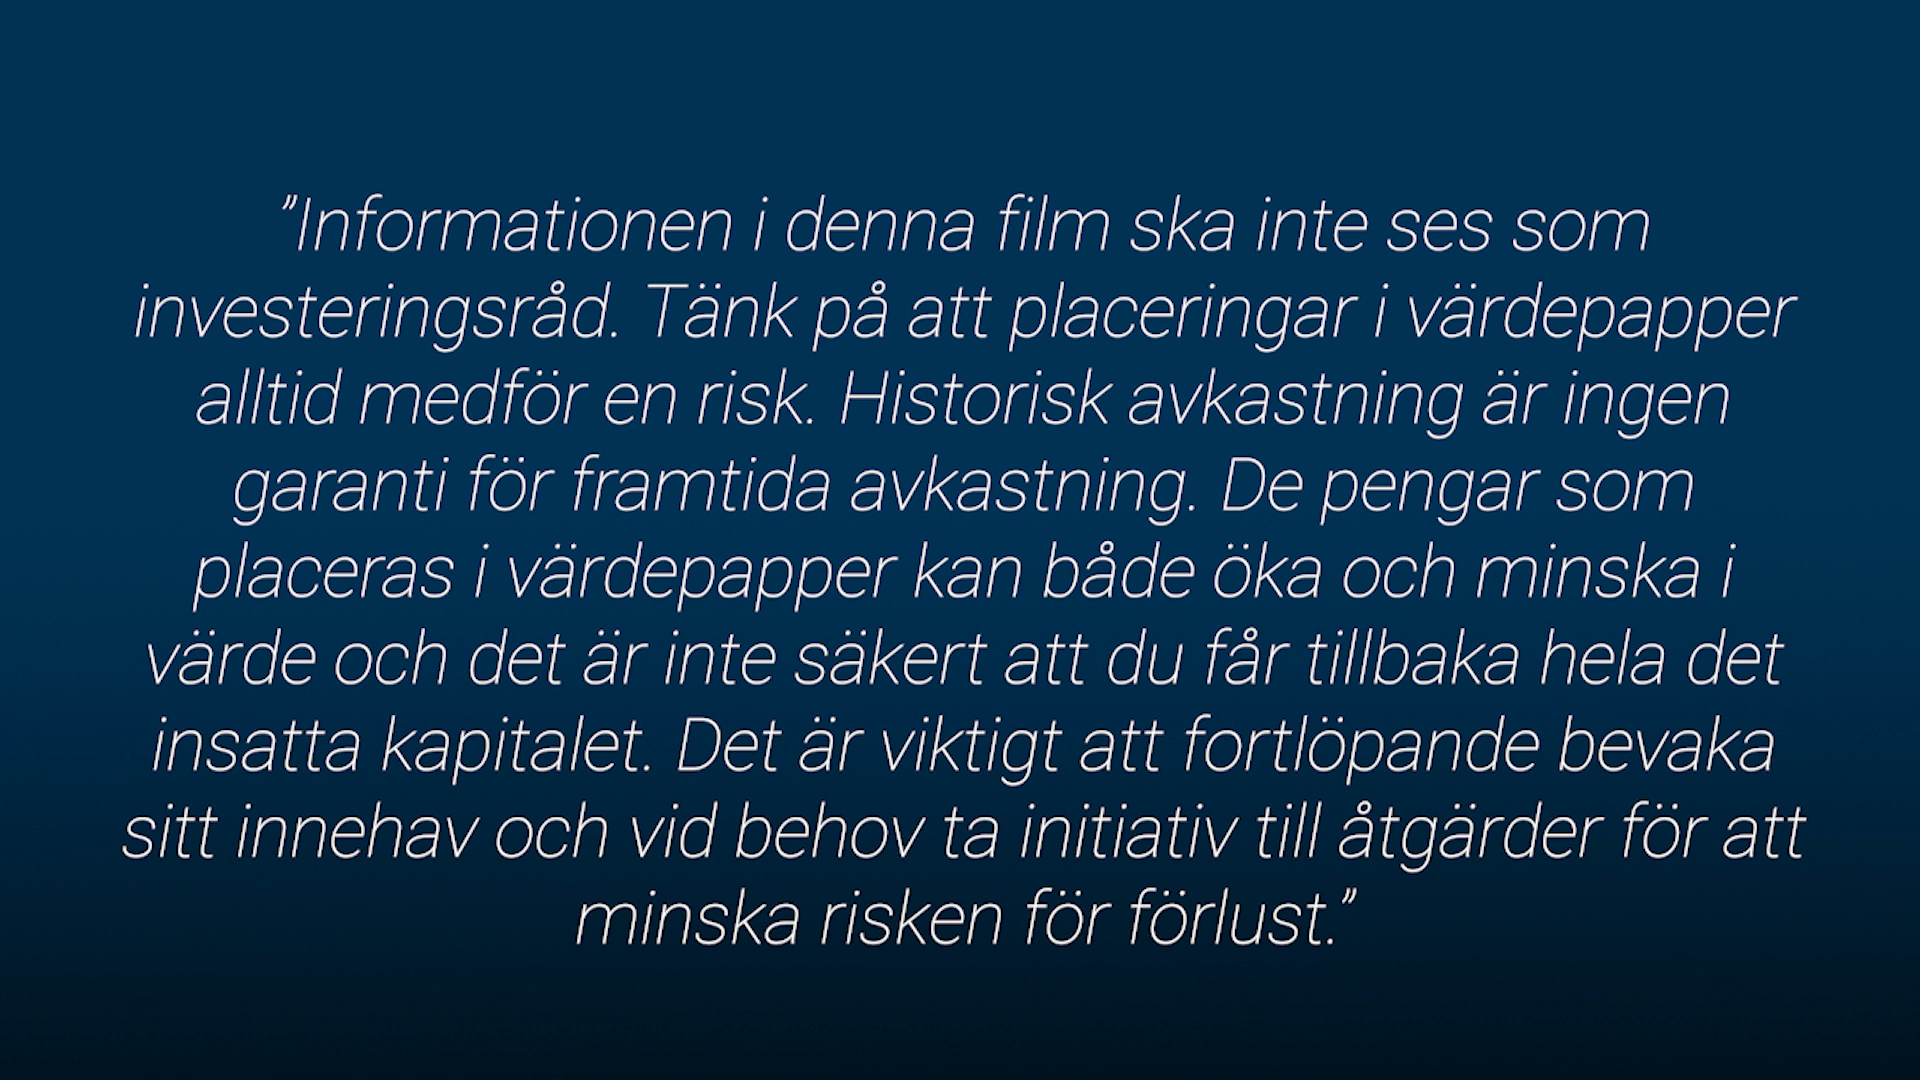 ”Informationen i denna film ska inte ses som
investeringsråd. Tänk på att placeringar i värdepapper
alltid medför en risk. Historisk avkastning är ingen
garanti för framtida avkastning. De pengar som
placeras i värdepapper kan både öka och minska i
värde och det är inte säkert att du får tillbaka hela det
insatta kapitalet. Det är viktigt att fortlöpande bevaka
sitt innehav och vid behov ta initiativ till åtgärder för att
minska risken för förlust.”